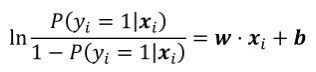 ln P(yᵢ = 1|𝒙ᵢ) / 1 − P(yᵢ = 1|𝒙ᵢ) = 𝒘 · 𝒙ᵢ + 𝒃